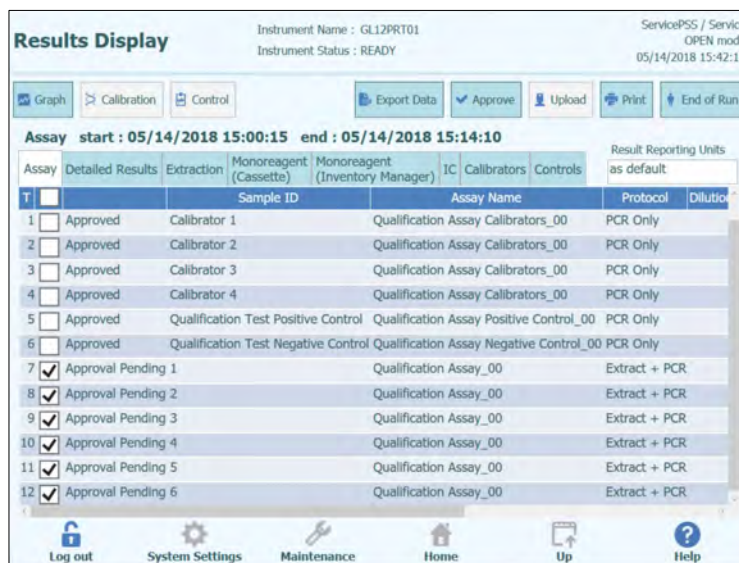 Results Display
Instrument Name : GL12PRT01
Instrument Status : READY
ServicePSS / Servic
OPEN mod
05/14/2018 15:42:1
Graph Calibration Control Export Data Approve Upload Print End of Run
Assay start : 05/14/2018 15:00:15 end : 05/14/2018 15:14:10
Result Reporting Units
as default
Assay Detailed Results Extraction Monoreagent (Cassette) Monoreagent (Inventory Manager) IC Calibrators Controls
T Sample ID Assay Name Protocol Dilution
1 Approved Calibrator 1 Qualification Assay Calibrators_00 PCR Only
2 Approved Calibrator 2 Qualification Assay Calibrators_00 PCR Only
3 Approved Calibrator 3 Qualification Assay Calibrators_00 PCR Only
4 Approved Calibrator 4 Qualification Assay Calibrators_00 PCR Only
5 Approved Qualification Test Positive Control Qualification Assay Positive Control_00 PCR Only
6 Approved Qualification Test Negative Control Qualification Assay Negative Control_00 PCR Only
7 Approval Pending 1 Qualification Assay_00 Extract + PCR
8 Approval Pending 2 Qualification Assay_00 Extract + PCR
9 Approval Pending 3 Qualification Assay_00 Extract + PCR
10 Approval Pending 4 Qualification Assay_00 Extract + PCR
11 Approval Pending 5 Qualification Assay_00 Extract + PCR
12 Approval Pending 6 Qualification Assay_00 Extract + PCR
Log out System Settings Maintenance Home Up Help